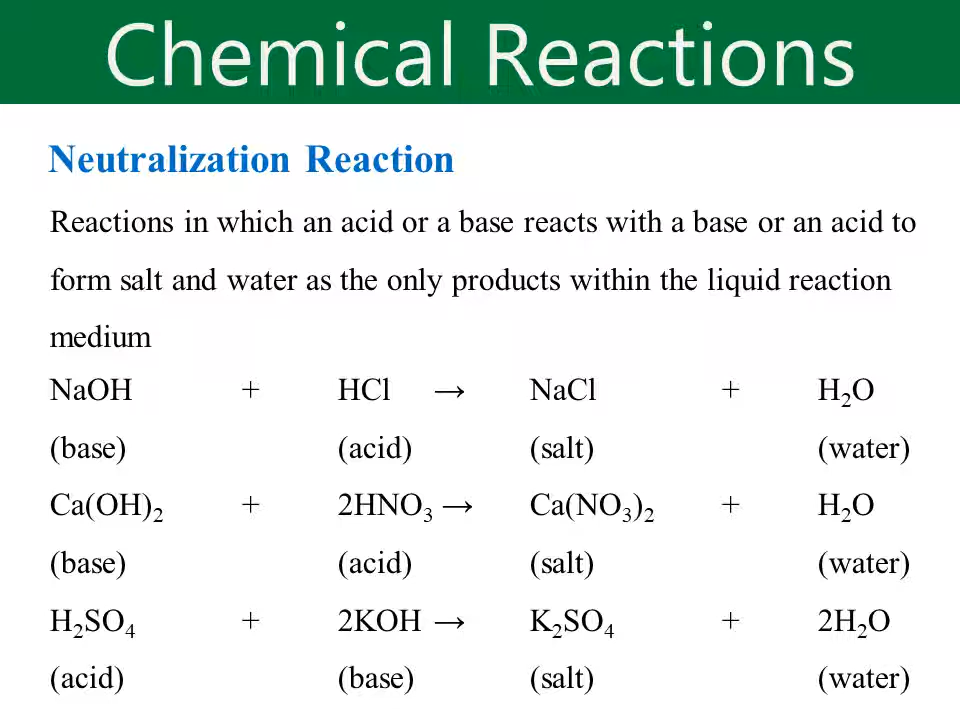 Chemical Reactions
Neutralization Reaction
Reactions in which an acid or a base reacts with a base or an acid to
form salt and water as the only products within the liquid reaction
medium
NaOH + HCl → NaCl + H₂O
(base) (acid) (salt) (water)
Ca(OH)₂ + 2HNO₃ → Ca(NO₃)₂ + H₂O
(base) (acid) (salt) (water)
H₂SO₄ + 2KOH → K₂SO₄ + 2H₂O
(acid) (base) (salt) (water)